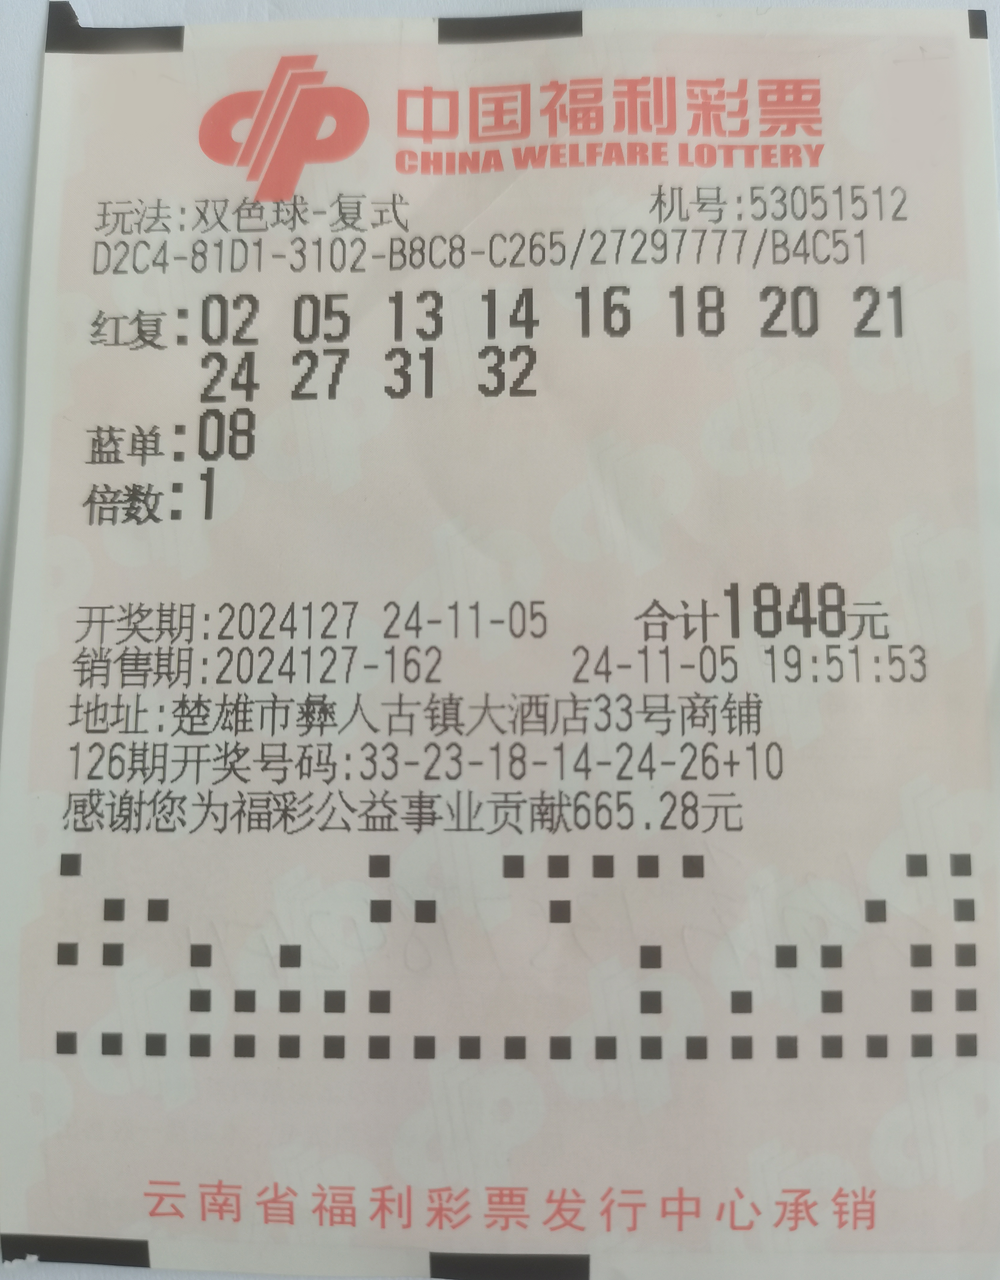 中国福利彩票
CHINA WELFARE LOTTERY
玩法:双色球-复式 机号:53051512
D2C4-81D1-3102-B8C8-C265/27297777/B4C51
红复:02 05 13 14 16 18 20 21
24 27 31 32
蓝单:08
倍数:1
开奖期:2024127 24-11-05 合计1848元
销售期:2024127-162 24-11-05 19:51:53
地址:楚雄市彝人古镇大酒店33号商铺
126期开奖号码:33-23-18-14-24-26+10
感谢您为福彩公益事业贡献665.28元
云南省福利彩票发行中心承销